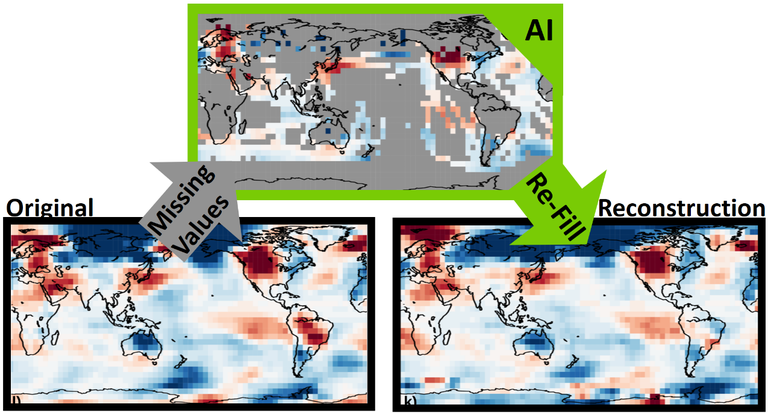 AI
Missing
Values
Re-Fill
Original
Reconstruction
l)
k)